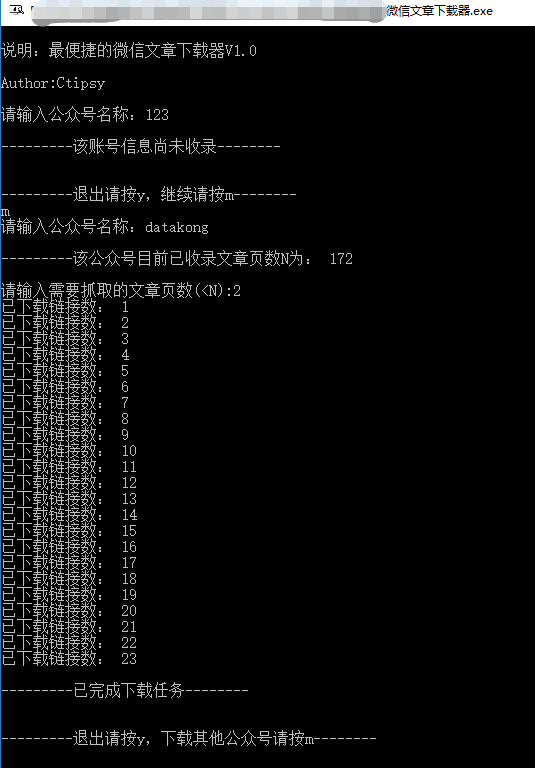 微信文章下载器.exe
说明：最便捷的微信文章下载器V1.0
Author:Ctipsy
请输入公众号名称：123
---------该账号信息尚未收录--------
---------退出请按y，继续请按m--------
m
请输入公众号名称：datakong
---------该公众号目前已收录文章页数N为： 172
请输入需要抓取的文章页数(<N):2
已下载链接数： 1
已下载链接数： 2
已下载链接数： 3
已下载链接数： 4
已下载链接数： 5
已下载链接数： 6
已下载链接数： 7
已下载链接数： 8
已下载链接数： 9
已下载链接数： 10
已下载链接数： 11
已下载链接数： 12
已下载链接数： 13
已下载链接数： 14
已下载链接数： 15
已下载链接数： 16
已下载链接数： 17
已下载链接数： 18
已下载链接数： 19
已下载链接数： 20
已下载链接数： 21
已下载链接数： 22
已下载链接数： 23
---------已完成下载任务--------
---------退出请按y，下载其他公众号请按m--------